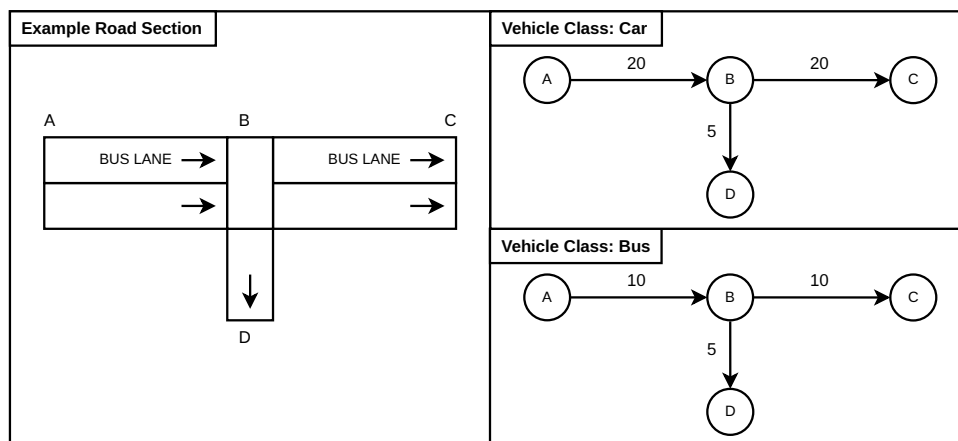 Example Road Section
A B C
BUS LANE BUS LANE
D
Vehicle Class: Car
20 20
A B C
5
D
Vehicle Class: Bus
10 10
A B C
5
D